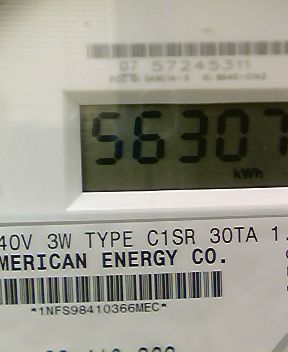 07 57245311
56307
kWh
40V 3W TYPE C1SR 30TA 1.
MERICAN ENERGY CO.
*1NFS98410366MEC*